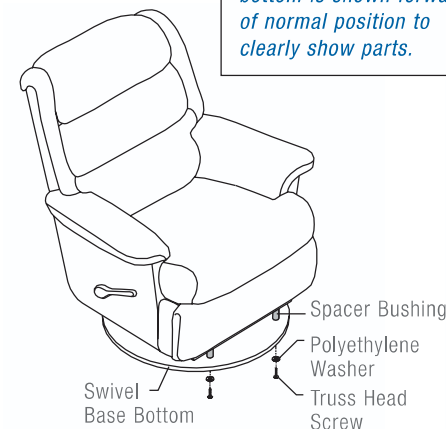 of normal position to
clearly show parts.
Spacer Bushing
Polyethylene
Washer
Truss Head
Screw
Swivel
Base Bottom